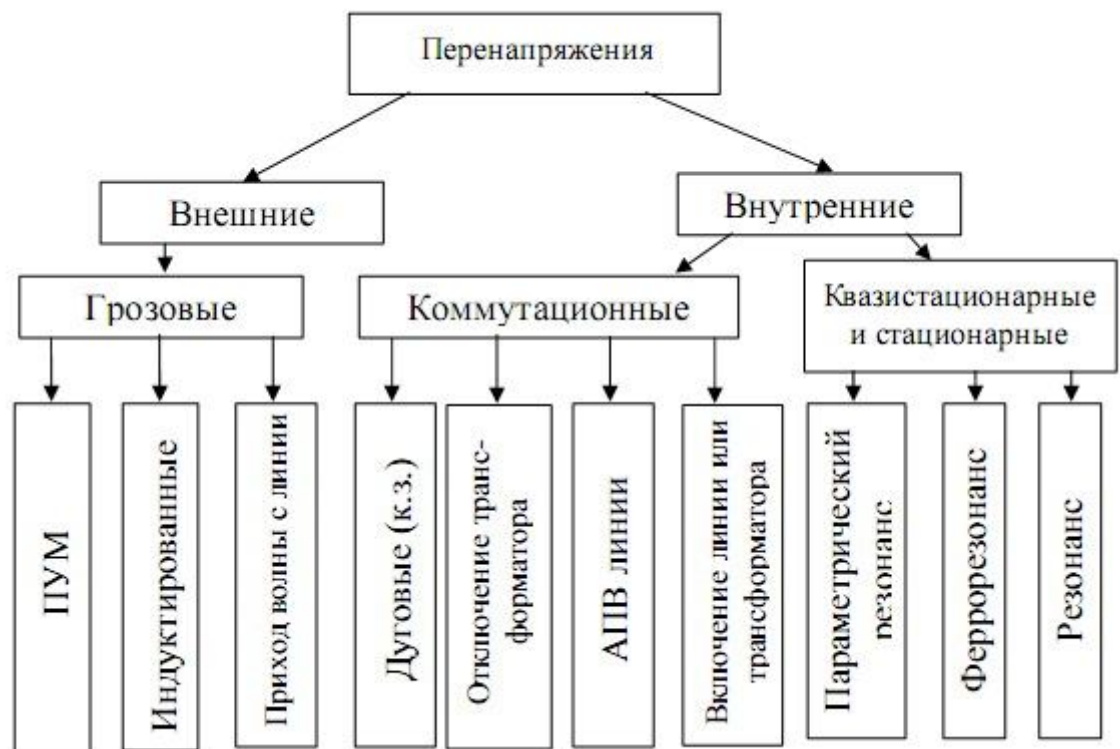 Перенапряжения
Внешние
Внутренние
Грозовые
Коммутационные
Квазистационарные
и стационарные
ПУМ
Индуктированные
Приход волны с линии
Дуговые (к.з.)
Отключение транс-
форматора
АПВ линии
Включение линии или
трансформатора
Параметрический
резонанс
Феррорезонанс
Резонанс